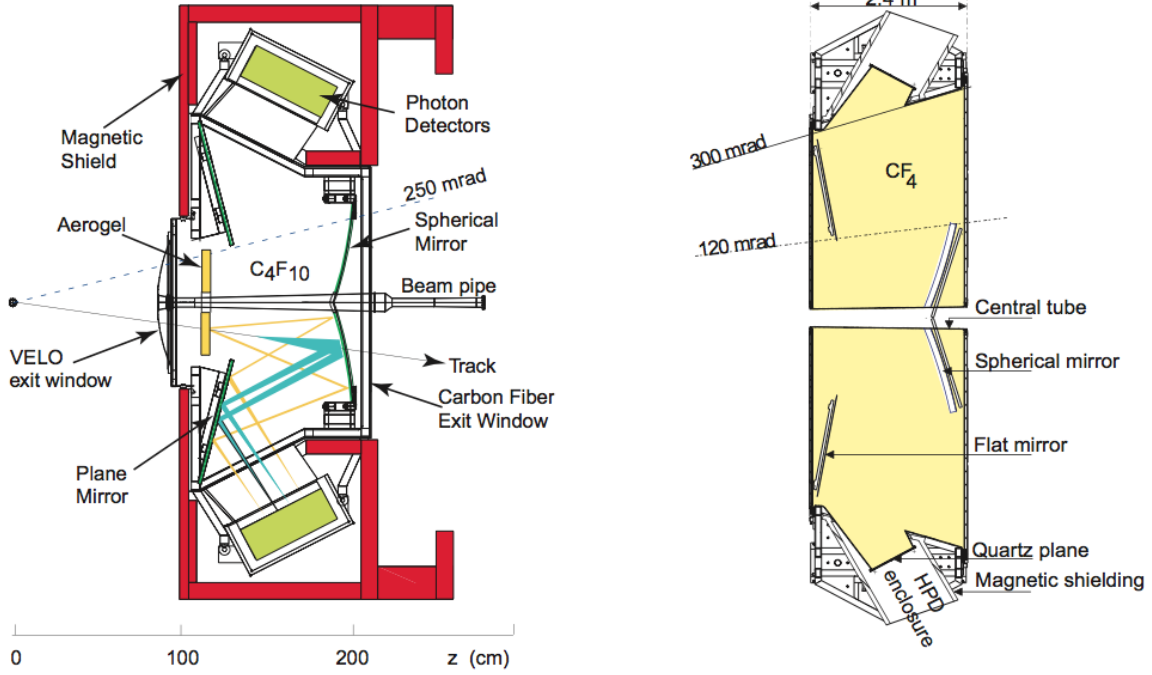 Magnetic
Shield
Photon
Detectors
250 mrad
Aerogel
Spherical
Mirror
C4F10
Beam pipe
VELO
exit window
Track
Carbon Fiber
Exit Window
Plane
Mirror
0
100
200
z (cm)
2.4 m
300 mrad
CF4
120 mrad
Central tube
Spherical mirror
Flat mirror
Quartz plane
Magnetic shielding
HPD
enclosure